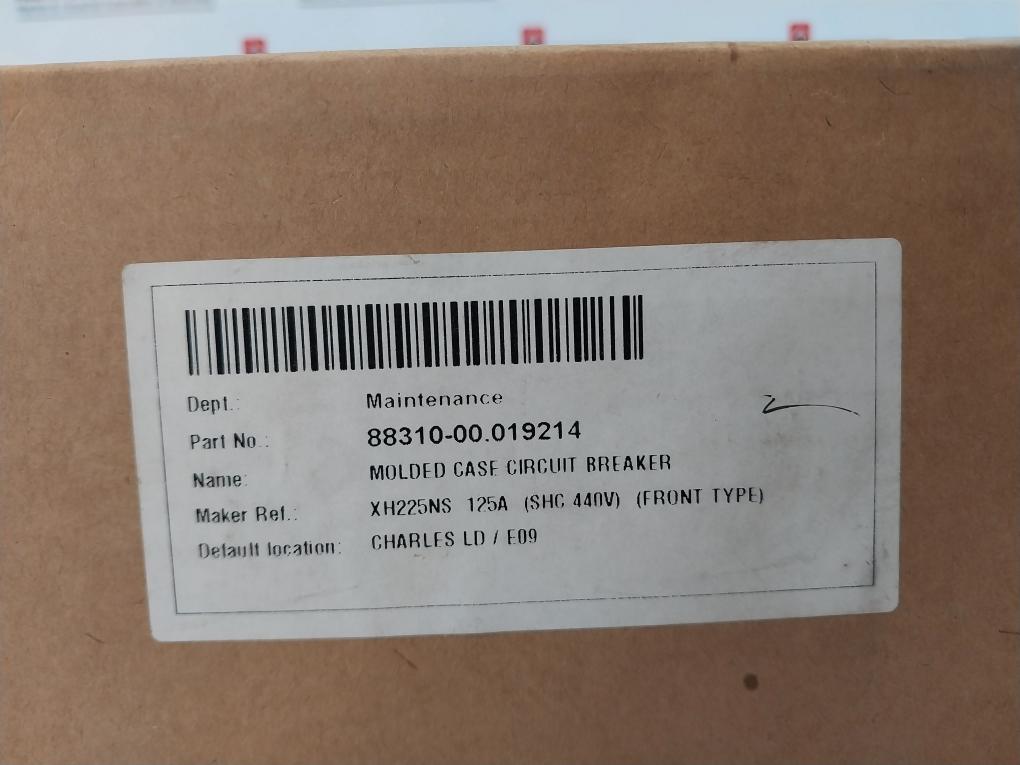 Dept.: Maintenance
Part No.: 88310-00.019214
Name: MOLDED CASE CIRCUIT BREAKER
Maker Ref.: XH225NS 125A (SHC 440V) (FRONT TYPE)
Default location: CHARLES LD / E09